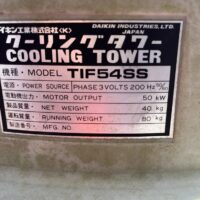 イキン工業株式会社<K>
DAIKIN INDUSTRIES, LTD.
JAPAN
クーリングタワー
COOLING TOWER
機種・MODEL TIF54SS
電源・POWER SOURCE PHASE 3 VOLTS 200 Hz
電動機出力・MOTOR OUTPUT 50 kW
製品質量・NET WEIGHT 40 kg
運転質量・RUNNING WEIGHT 80 kg
製造番号・MFG. NO.